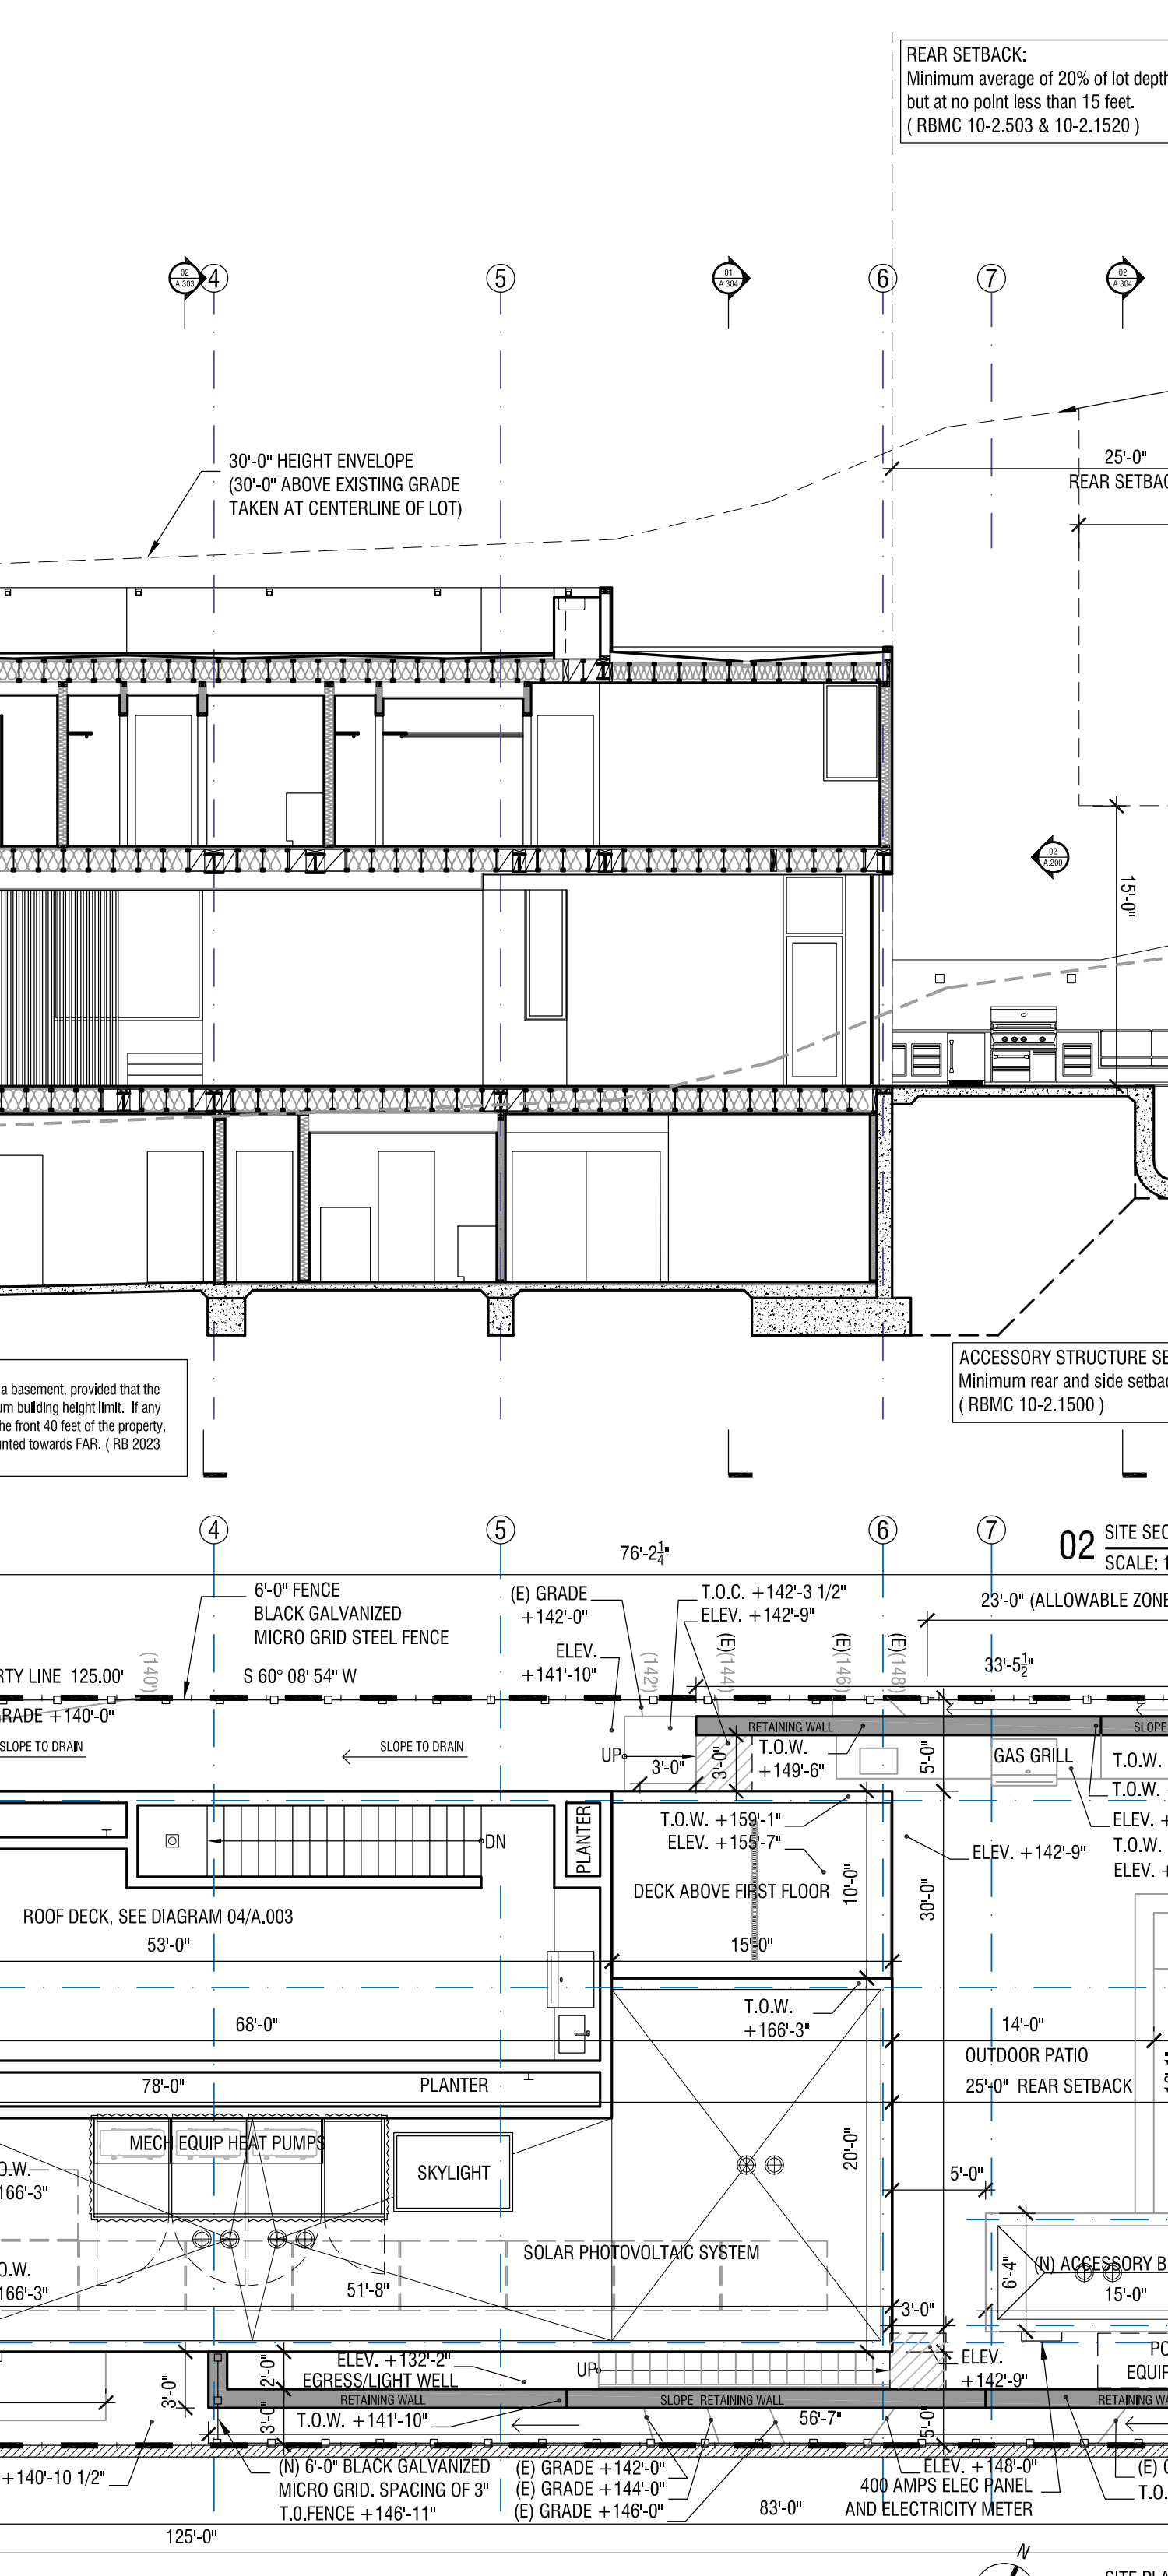 REAR SETBACK:
Minimum average of 20% of lot depth
but at no point less than 15 feet.
( RBMC 10-2.503 & 10-2.1520 )
02
A.303
4
5
01
A.304
6
7
02
A.304
30'-0" HEIGHT ENVELOPE
(30'-0" ABOVE EXISTING GRADE
TAKEN AT CENTERLINE OF LOT)
25'-0"
REAR SETBAC
02
A.200
15'-0"
a basement, provided that the
um building height limit. If any
he front 40 feet of the property,
unted towards FAR. ( RB 2023
ACCESSORY STRUCTURE SE
Minimum rear and side setbac
( RBMC 10-2.1500 )
4
5
6
7
02
SITE SEC
SCALE: 1
76'-2 1/4"
6'-0" FENCE
BLACK GALVANIZED
MICRO GRID STEEL FENCE
(E) GRADE
+142'-0"
T.O.C. +142'-3 1/2"
ELEV. +142'-9"
23'-0" (ALLOWABLE ZONE
ELEV.
+141'-10"
(140')
(142')
(E)(144')
(E)(146')
(E)(148')
33'-5 1/2"
RTY LINE 125.00'
S 60° 08' 54" W
GRADE +140'-0"
SLOPE TO DRAIN
SLOPE TO DRAIN
RETAINING WALL
SLOPE
UP
3'-0"
3'-0"
T.O.W.
+149'-6"
5'-0"
GAS GRILL
T.O.W.
T.O.W.
ELEV. +
T.O.W.
ELEV. +
DN
PLANTER
T.O.W. +159'-1"
ELEV. +155'-7"
ELEV. +142'-9"
DECK ABOVE FIRST FLOOR
10'-0"
30'-0"
ROOF DECK, SEE DIAGRAM 04/A.003
53'-0"
15'-0"
T.O.W.
+166'-3"
68'-0"
14'-0"
OUTDOOR PATIO
78'-0"
PLANTER
25'-0" REAR SETBACK
MECH EQUIP HEAT PUMPS
SKYLIGHT
20'-0"
5'-0"
.O.W.
166'-3"
SOLAR PHOTOVOLTAIC SYSTEM
6'-4"
(N) ACCESSORY B
15'-0"
.O.W.
166'-3"
51'-8"
3'-0"
ELEV. +132'-2"
EGRESS/LIGHT WELL
UP
ELEV.
+142'-9"
PO
EQUIP
3'-0"
2'-0"
RETAINING WALL
SLOPE RETAINING WALL
RETAINING WA
3'-0"
T.O.W. +141'-10"
56'-7"
5'-0"
+140'-10 1/2"
(N) 6'-0" BLACK GALVANIZED
MICRO GRID. SPACING OF 3"
T.O.FENCE +146'-11"
(E) GRADE +142'-0"
(E) GRADE +144'-0"
(E) GRADE +146'-0"
ELEV. +148'-0"
400 AMPS ELEC PANEL
AND ELECTRICITY METER
(E) G
T.O.
83'-0"
125'-0"
N